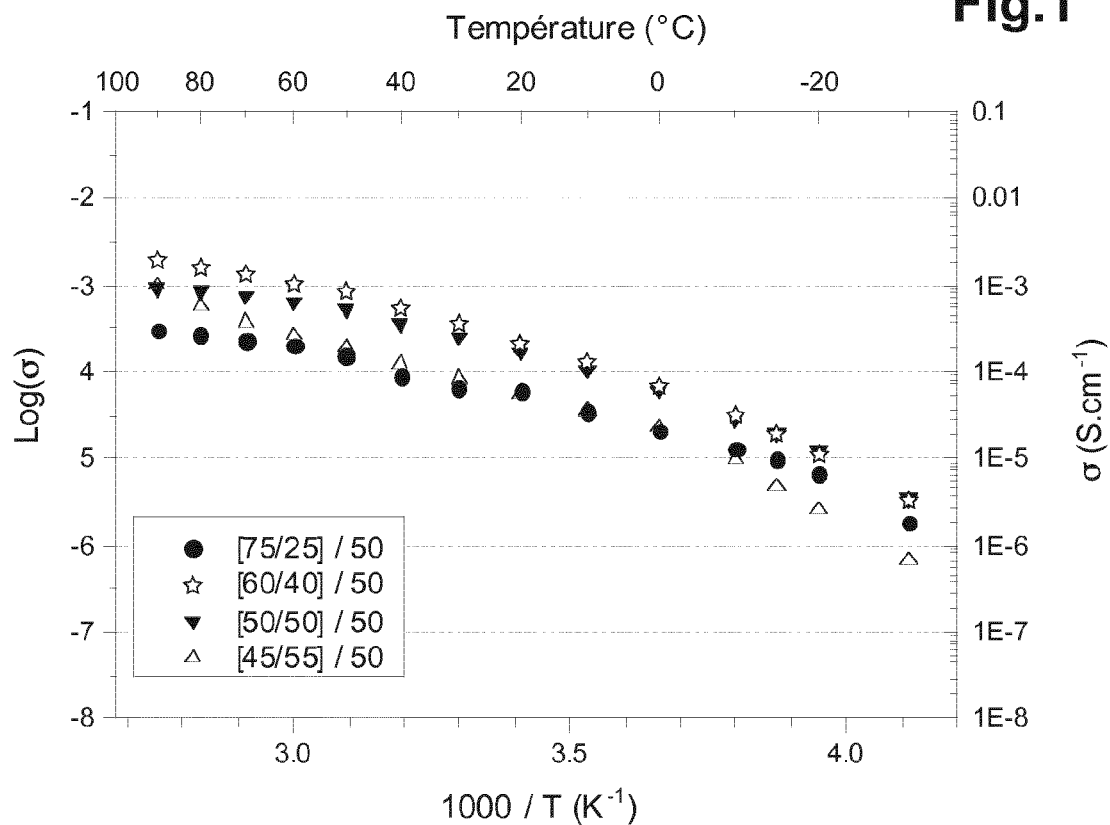 Fig.1
Température (°C)
100 80 60 40 20 0 -20
-1 0.1
-2 0.01
-3 1E-3
4 1E-4
5 1E-5
-6 1E-6
-7 1E-7
-8 1E-8
Log(σ)
σ (S.cm⁻¹)
[75/25] / 50
[60/40] / 50
[50/50] / 50
[45/55] / 50
3.0 3.5 4.0
1000 / T (K⁻¹)